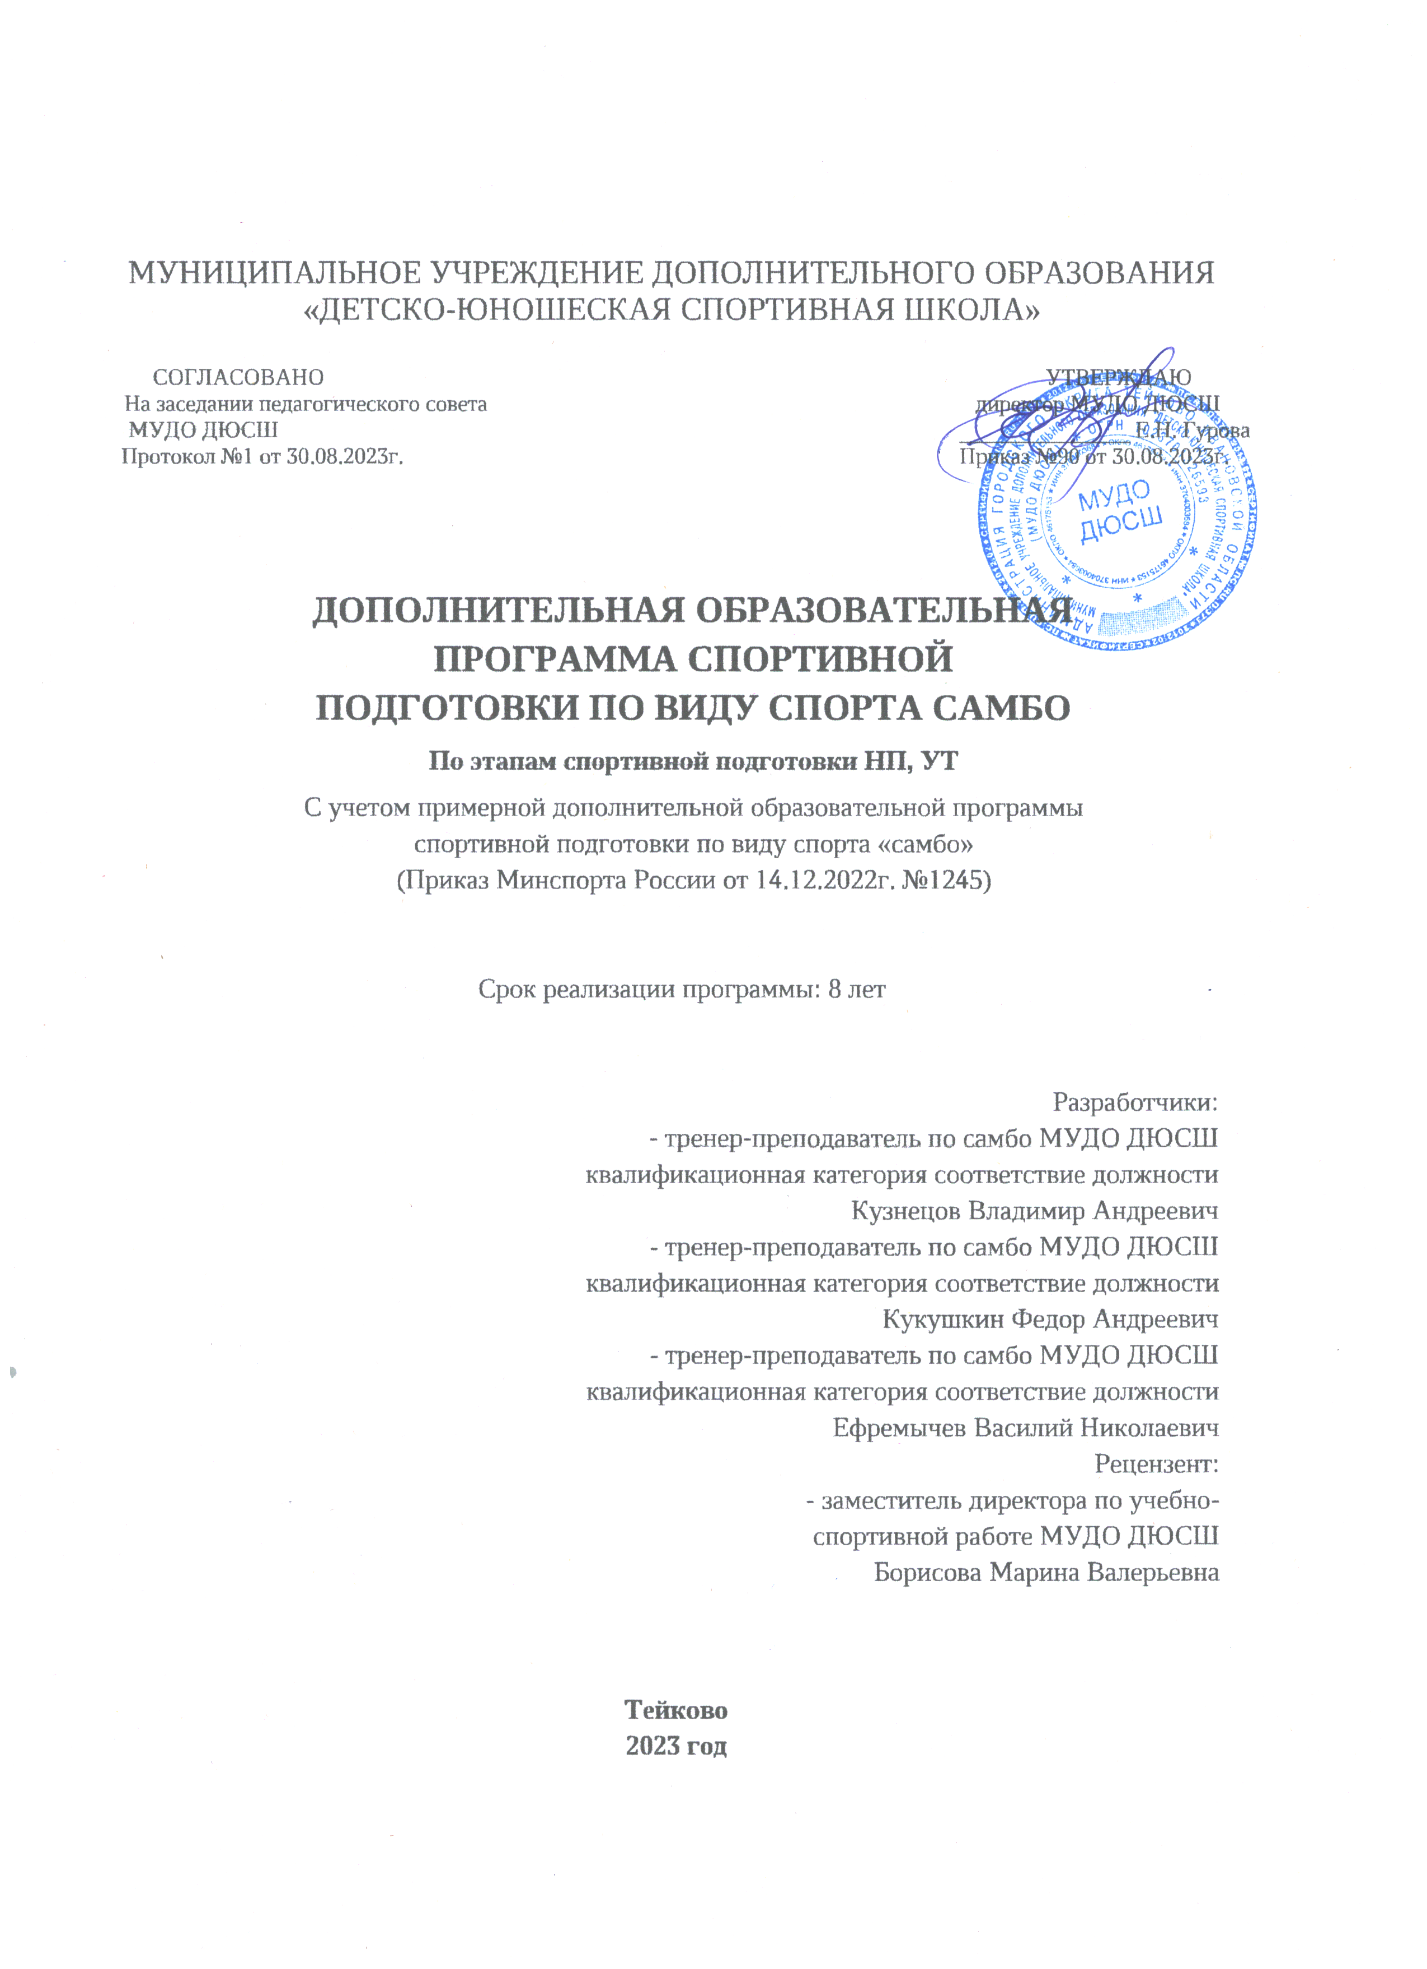 МУНИЦИПАЛЬНОЕ УЧРЕЖДЕНИЕ ДОПОЛНИТЕЛЬНОГО ОБРАЗОВАНИЯ
«ДЕТСКО-ЮНОШЕСКАЯ СПОРТИВНАЯ ШКОЛА»
СОГЛАСОВАНО
На заседании педагогического совета
МУДО ДЮСШ
Протокол №1 от 30.08.2023г.
УТВЕРЖДАЮ
директор МУДО ДЮСШ
Е.Н. Гурова
Приказ №90 от 30.08.2023г.
МУДО
ДЮСШ
ДОПОЛНИТЕЛЬНАЯ ОБРАЗОВАТЕЛЬНАЯ
ПРОГРАММА СПОРТИВНОЙ
ПОДГОТОВКИ ПО ВИДУ СПОРТА САМБО
По этапам спортивной подготовки НП, УТ
С учетом примерной дополнительной образовательной программы
спортивной подготовки по виду спорта «самбо»
(Приказ Минспорта России от 14.12.2022г. №1245)
Срок реализации программы: 8 лет
Разработчики:
- тренер-преподаватель по самбо МУДО ДЮСШ
квалификационная категория соответствие должности
Кузнецов Владимир Андреевич
- тренер-преподаватель по самбо МУДО ДЮСШ
квалификационная категория соответствие должности
Кукушкин Федор Андреевич
- тренер-преподаватель по самбо МУДО ДЮСШ
квалификационная категория соответствие должности
Ефремычев Василий Николаевич
Рецензент:
- заместитель директора по учебно-
спортивной работе МУДО ДЮСШ
Борисова Марина Валерьевна
Тейково
2023 год